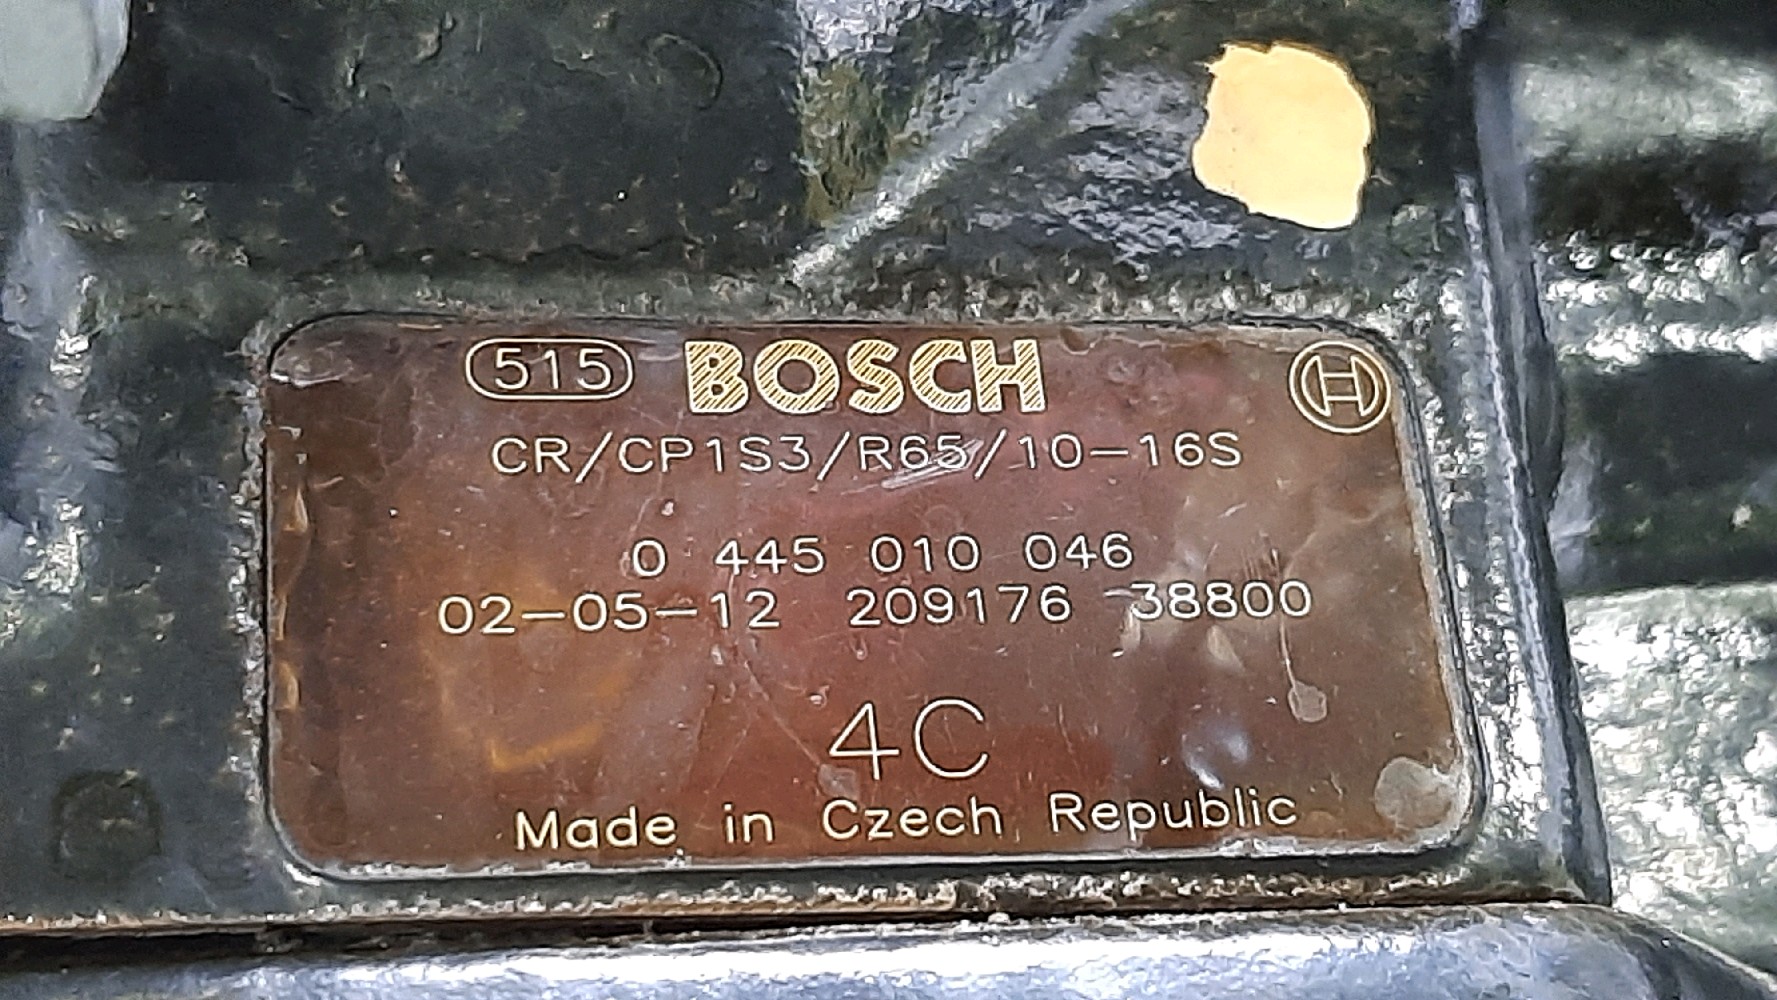 515 BOSCH
CR/CP1S3/R65/10-16S
0 445 010 046
02-05-12 209176 38800
4C
Made in Czech Republic